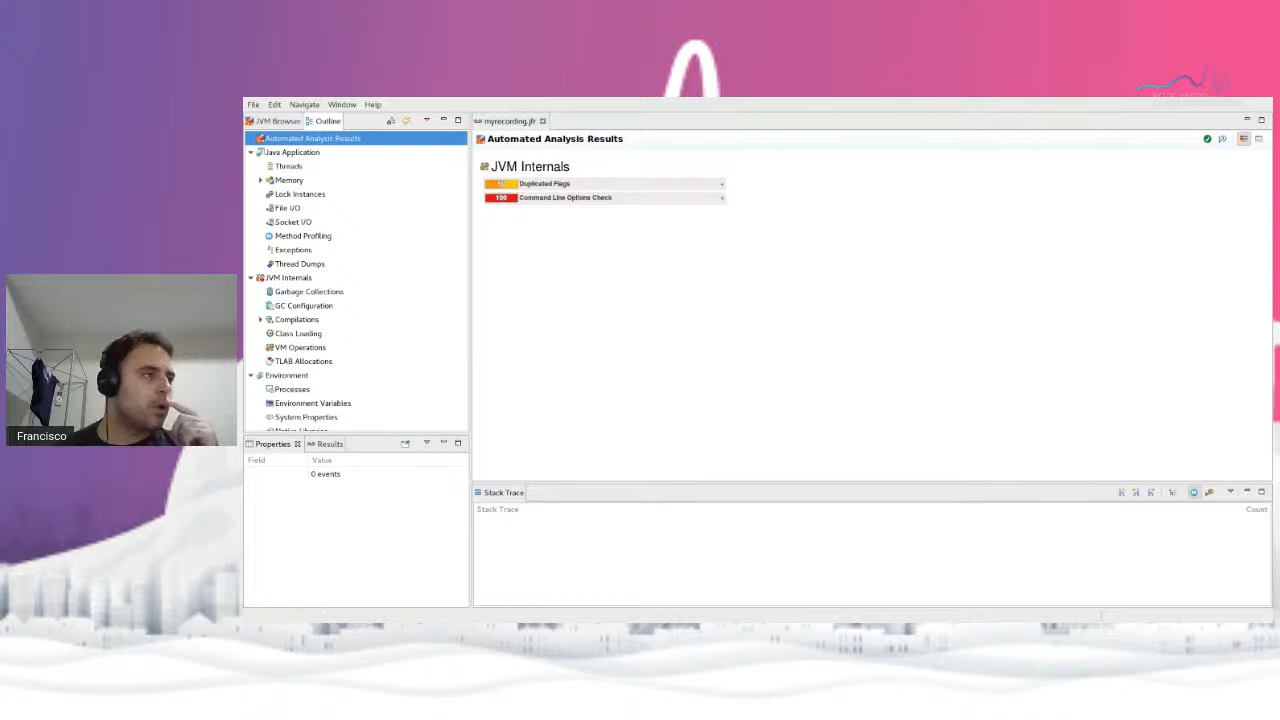 File Edit Navigate Window Help
JVM Browser Outline
myrecording.jfr
Automated Analysis Results
Automated Analysis Results
Java Application
Threads
Memory
Lock Instances
File I/O
Socket I/O
Method Profiling
Exceptions
Thread Dumps
JVM Internals
Garbage Collections
GC Configuration
Compilations
Class Loading
VM Operations
TLAB Allocations
Environment
Processes
Environment Variables
System Properties
JVM Internals
Duplicated Flags
100 Command Line Options Check
Francisco
Properties Results
Field Value
0 events
Stack Trace
Stack Trace Count